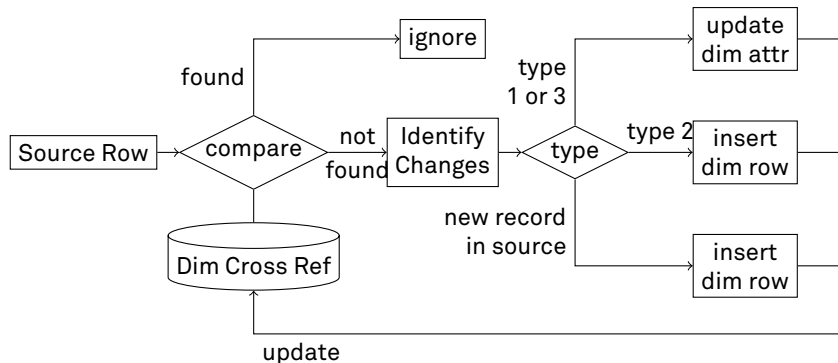 ignore
update
dim attr
found
type
1 or 3
Source Row
compare
not
found
Identify
Changes
type
type 2
insert
dim row
new record
in source
insert
dim row
Dim Cross Ref
update